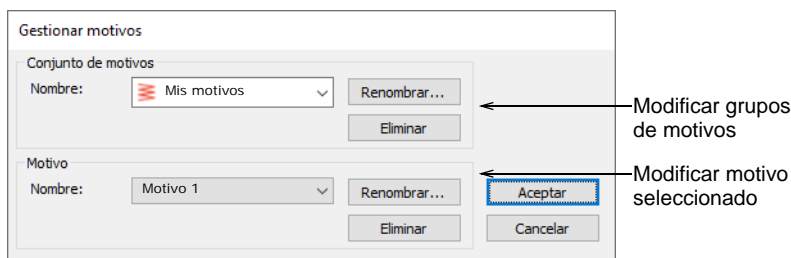 Gestionar motivos
Conjunto de motivos
Nombre:
Mis motivos
Renombrar...
Eliminar
Modificar grupos
de motivos
Motivo
Nombre:
Motivo 1
Renombrar...
Aceptar
Eliminar
Cancelar
Modificar motivo
seleccionado